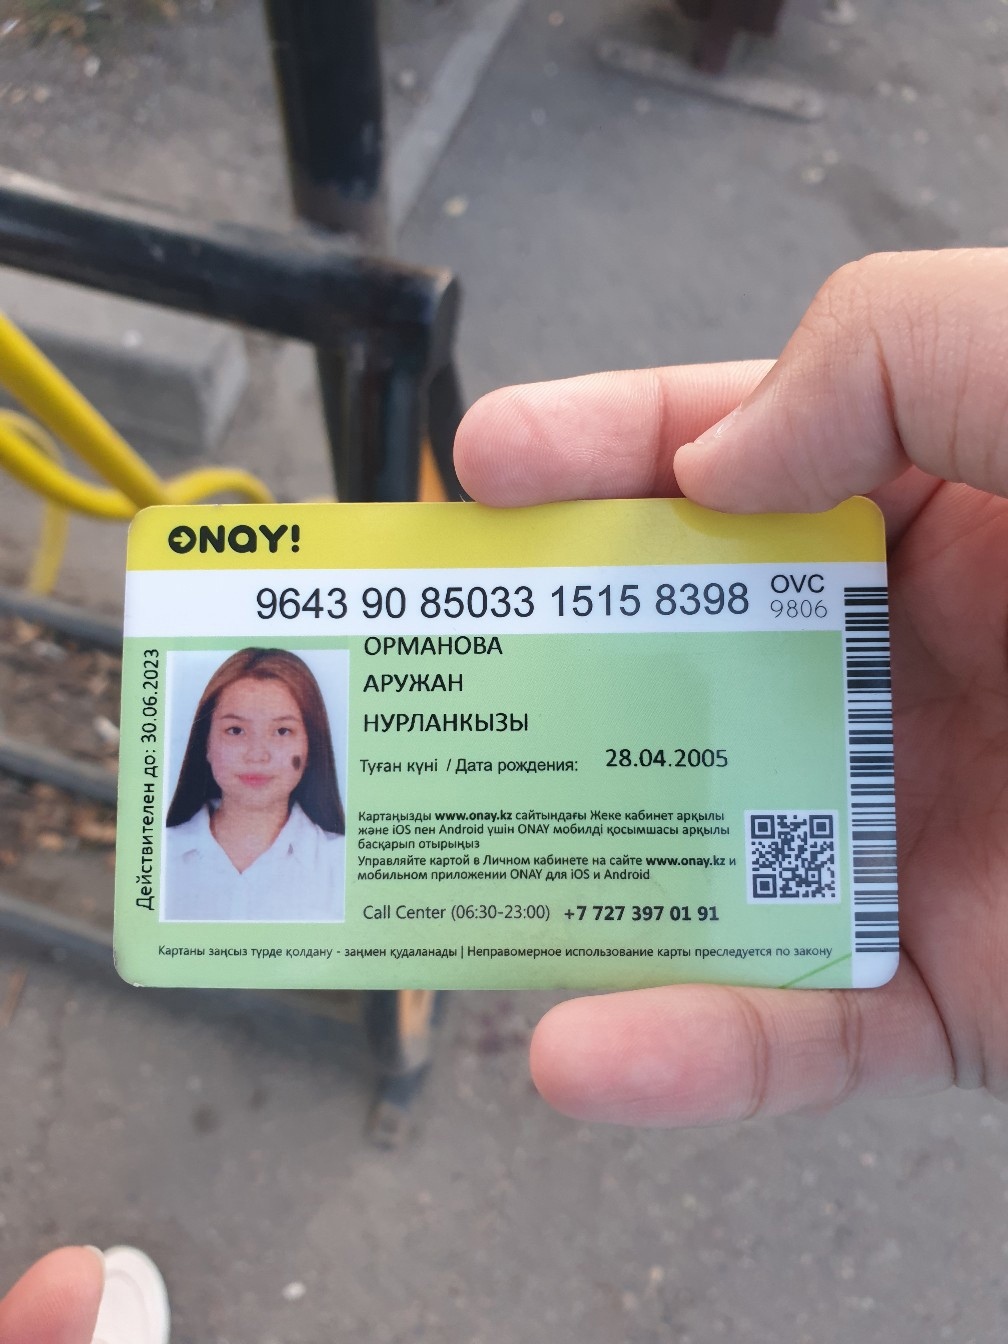 ONAY!
9643 90 85033 1515 8398
OVC
9806
ОРМАНОВА
АРУЖАН
НУРЛАНКЫЗЫ
Туған күні / Дата рождения: 28.04.2005
Действителен до: 30.06.2023
Картаңызды www.onay.kz сайтындағы Жеке кабинет арқылы
және iOS пен Android үшін ONAY мобилді қосымшасы арқылы
басқарып отырыңыз
Управляйте картой в Личном кабинете на сайте www.onay.kz и
мобильном приложении ONAY для iOS и Android
Call Center (06:30-23:00) +7 727 397 01 91
Картаны заңсыз түрде қолдану - заңмен қудаланады | Неправомерное использование карты преследуется по закону